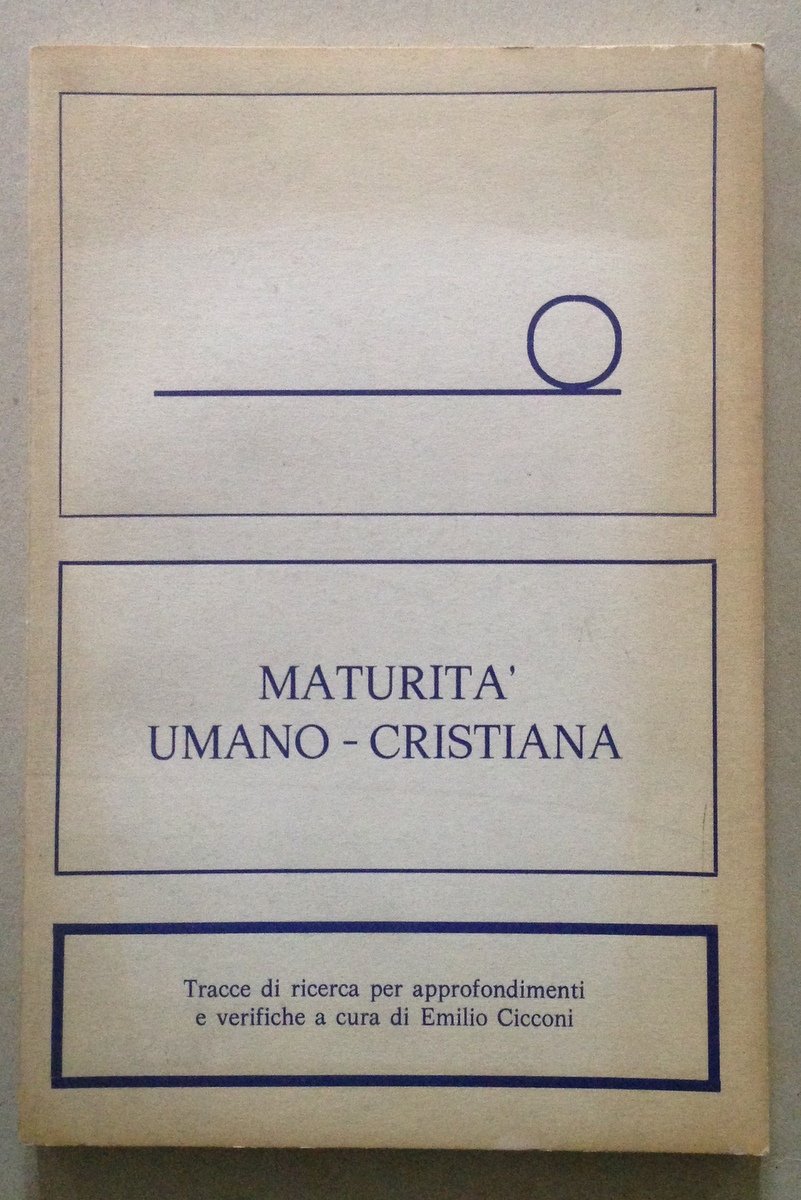 MATURITA'
UMANO - CRISTIANA
Tracce di ricerca per approfondimenti
e verifiche a cura di Emilio Cicconi